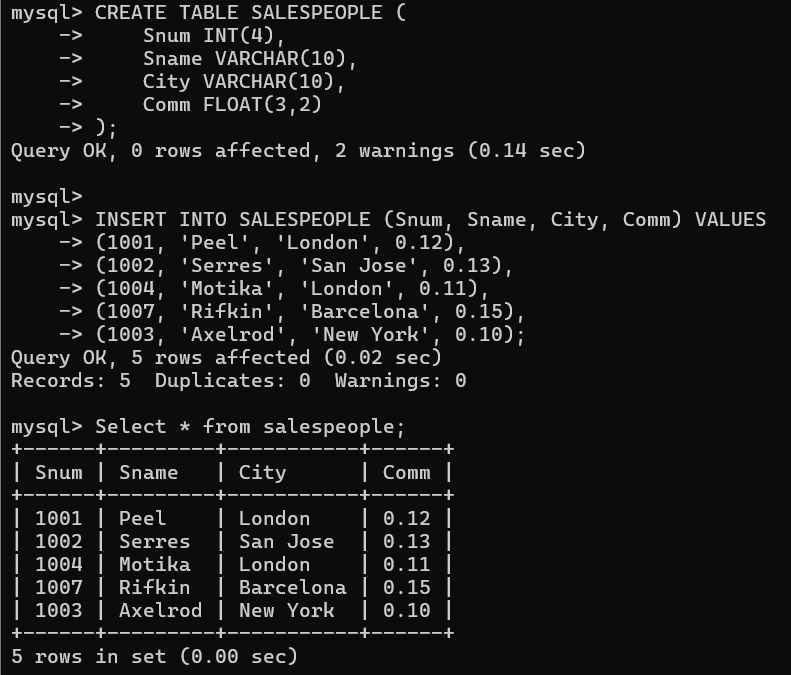 mysql> CREATE TABLE SALESPEOPLE (
    ->     Snum INT(4),
    ->     Sname VARCHAR(10),
    ->     City VARCHAR(10),
    ->     Comm FLOAT(3,2)
    -> );
Query OK, 0 rows affected, 2 warnings (0.14 sec)

mysql>
mysql> INSERT INTO SALESPEOPLE (Snum, Sname, City, Comm) VALUES
    -> (1001, 'Peel', 'London', 0.12),
    -> (1002, 'Serres', 'San Jose', 0.13),
    -> (1004, 'Motika', 'London', 0.11),
    -> (1007, 'Rifkin', 'Barcelona', 0.15),
    -> (1003, 'Axelrod', 'New York', 0.10);
Query OK, 5 rows affected (0.02 sec)
Records: 5  Duplicates: 0  Warnings: 0

mysql> Select * from salespeople;
+------+---------+-----------+------+
| Snum | Sname   | City      | Comm |
+------+---------+-----------+------+
| 1001 | Peel    | London    | 0.12 |
| 1002 | Serres  | San Jose  | 0.13 |
| 1004 | Motika  | London    | 0.11 |
| 1007 | Rifkin  | Barcelona | 0.15 |
| 1003 | Axelrod | New York  | 0.10 |
+------+---------+-----------+------+
5 rows in set (0.00 sec)